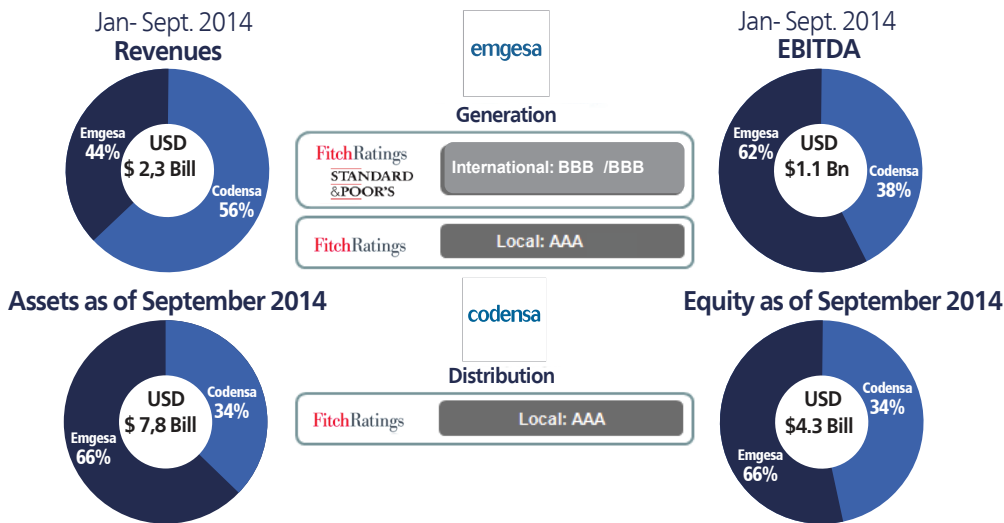 Jan- Sept. 2014
Revenues
Emgesa
44%
USD
$ 2,3 Bill
Codensa
56%
emgesa
Generation
FitchRatings
STANDARD
&POOR'S
International: BBB /BBB
FitchRatings
Local: AAA
Jan- Sept. 2014
EBITDA
Emgesa
62%
USD
$1.1 Bn
Codensa
38%
Assets as of September 2014
Codensa
34%
USD
$ 7,8 Bill
Emgesa
66%
codensa
Distribution
FitchRatings
Local: AAA
Equity as of September 2014
Codensa
34%
USD
$4.3 Bill
Emgesa
66%